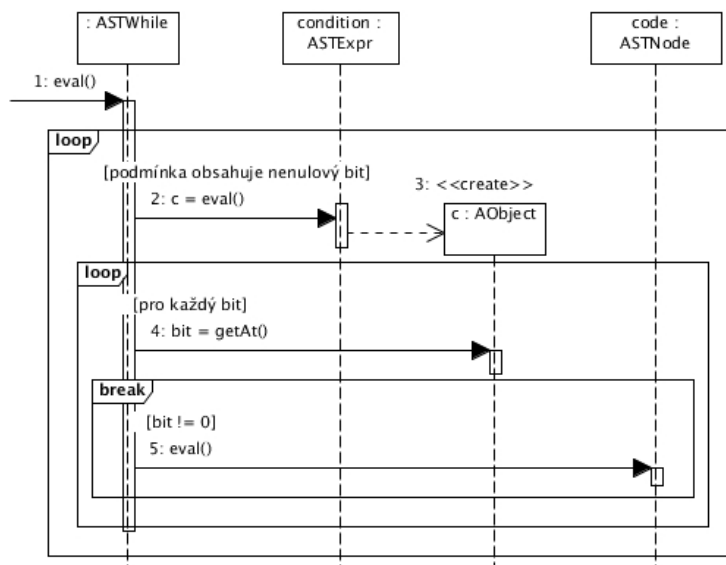 : ASTWhile
condition :
ASTExpr
code :
ASTNode
1: eval()
loop
[podmínka obsahuje nenulový bit]
2: c = eval()
3: <<create>>
c : AObject
loop
[pro každý bit]
4: bit = getAt()
break
[bit != 0]
5: eval()